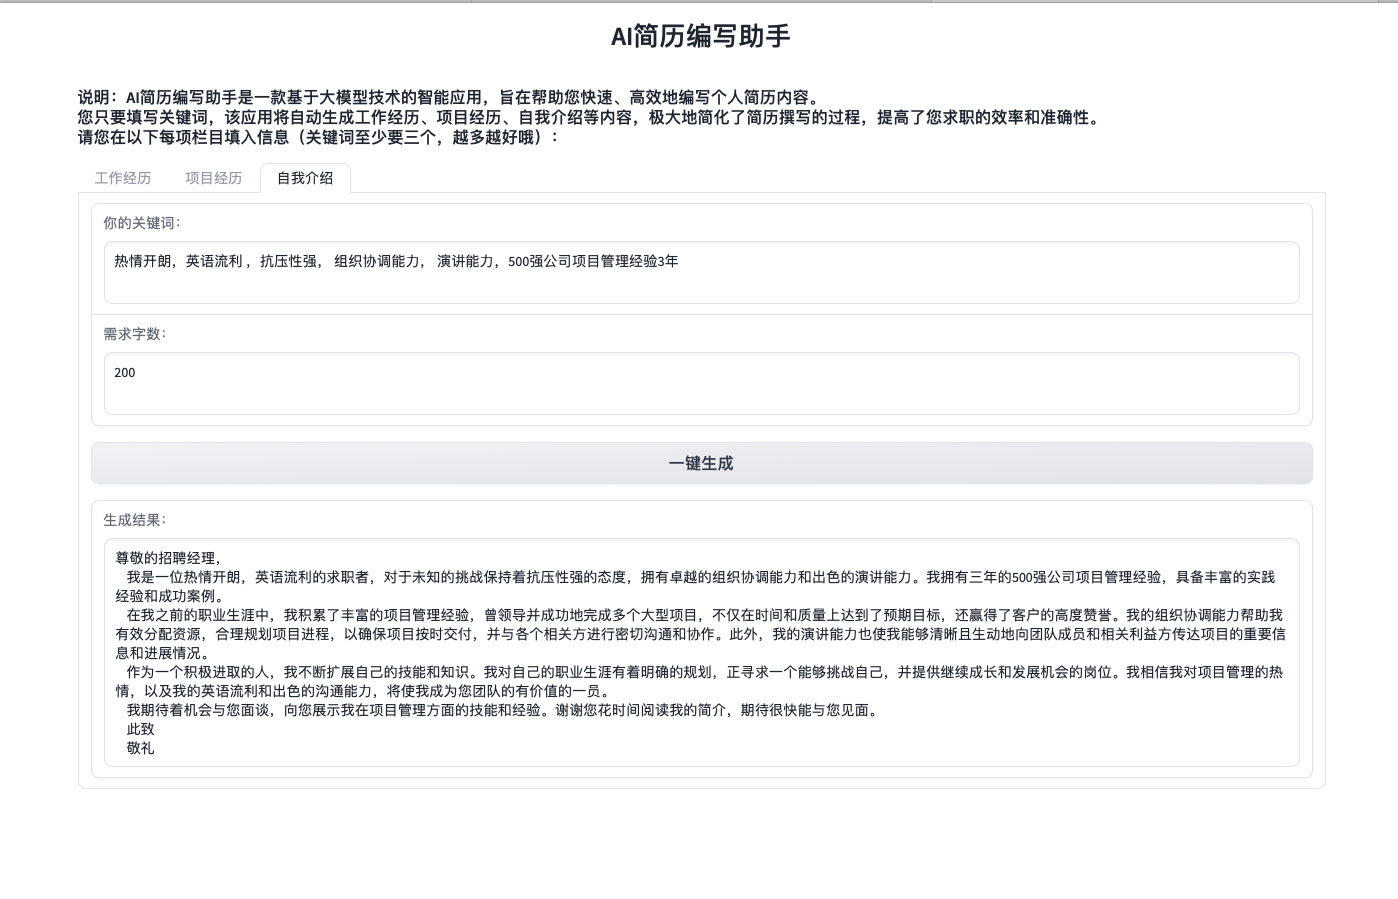 AI简历编写助手
说明：AI简历编写助手是一款基于大模型技术的智能应用，旨在帮助您快速、高效地编写个人简历内容。
您只要填写关键词，该应用将自动生成工作经历、项目经历、自我介绍等内容，极大地简化了简历撰写的过程，提高了您求职的效率和准确性。
请您在以下每项栏目填入信息（关键词至少要三个，越多越好哦）：
工作经历 项目经历 自我介绍
你的关键词：
热情开朗，英语流利 ，抗压性强， 组织协调能力， 演讲能力，500强公司项目管理经验3年
需求字数：
200
一键生成
生成结果：
尊敬的招聘经理，
我是一位热情开朗，英语流利的求职者，对于未知的挑战保持着抗压性强的态度，拥有卓越的组织协调能力和出色的演讲能力。我拥有三年的500强公司项目管理经验，具备丰富的实践
经验和成功案例。
在我之前的职业生涯中，我积累了丰富的项目管理经验，曾领导并成功地完成多个大型项目，不仅在时间和质量上达到了预期目标，还赢得了客户的高度赞誉。我的组织协调能力帮助我
有效分配资源，合理规划项目进程，以确保项目按时交付，并与各个相关方进行密切沟通和协作。此外，我的演讲能力也使我能够清晰且生动地向团队成员和相关利益方传达项目的重要信
息和进展情况。
作为一个积极进取的人，我不断扩展自己的技能和知识。我对自己的职业生涯有着明确的规划，正寻求一个能够挑战自己，并提供继续成长和发展机会的岗位。我相信我对项目管理的热
情，以及我的英语流利和出色的沟通能力，将使我成为您团队的有价值的一员。
我期待着机会与您面谈，向您展示我在项目管理方面的技能和经验。谢谢您花时间阅读我的简介，期待很快能与您见面。
此致
敬礼